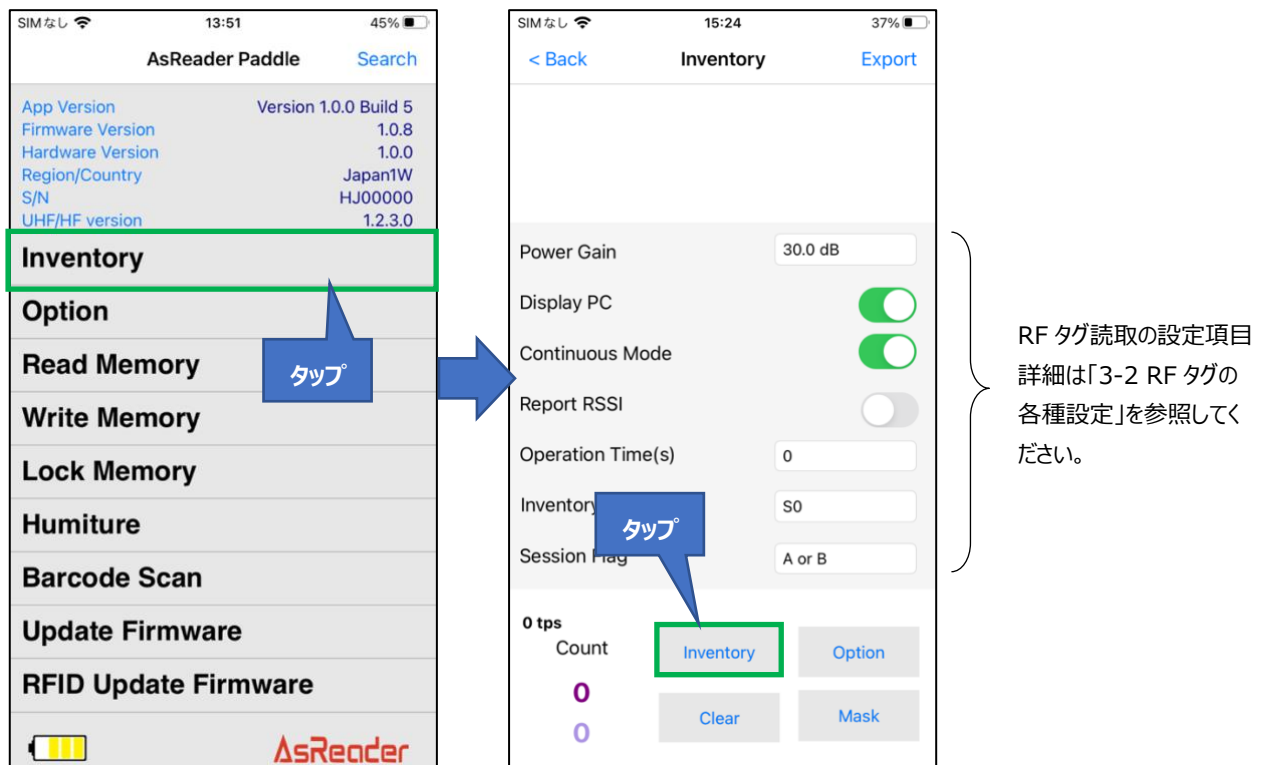 SIMなし 13:51 45%
AsReader Paddle Search
App Version Version 1.0.0 Build 5
Firmware Version 1.0.8
Hardware Version 1.0.0
Region/Country Japan1W
S/N HJ00000
UHF/HF version 1.2.3.0
Inventory
Option
Read Memory
タップ
Write Memory
Lock Memory
Humiture
Barcode Scan
Update Firmware
RFID Update Firmware
AsReader
SIMなし 15:24 37%
< Back Inventory Export
Power Gain 30.0 dB
Display PC
Continuous Mode
Report RSSI
Operation Time(s) 0
Inventory S0
タップ
Session Flag A or B
0 tps
Count Inventory Option
0
Clear Mask
0
RF タグ読取の設定項目
詳細は「3-2 RF タグの
各種設定」を参照してく
ださい。